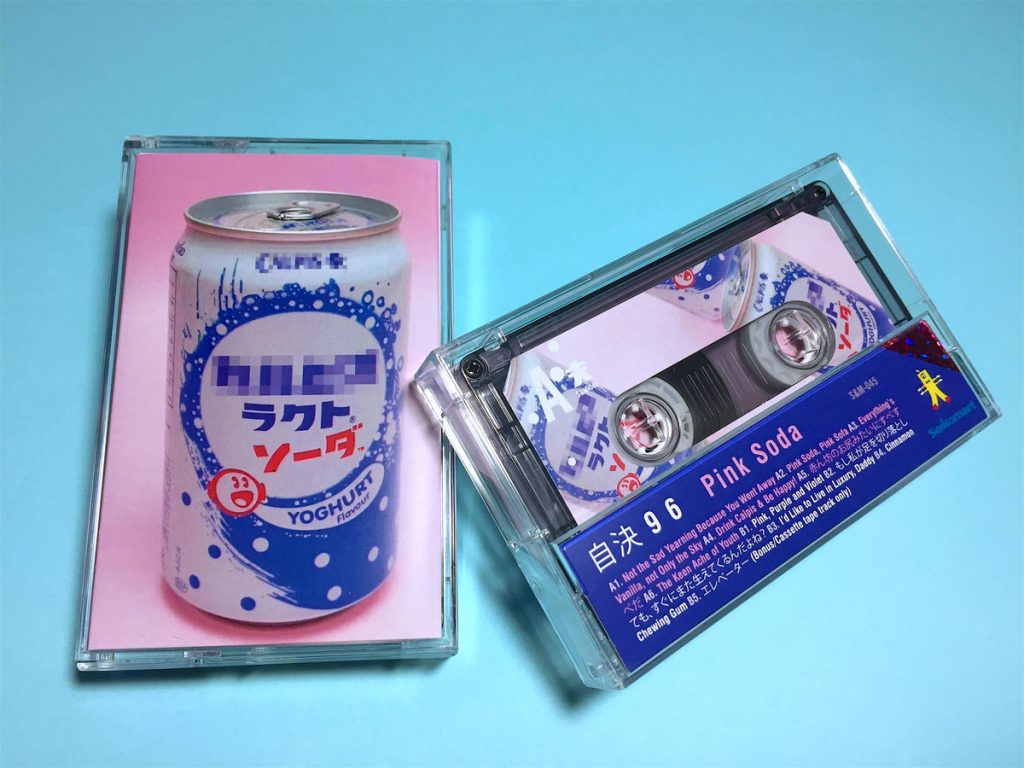 ラクト®
ソーダ™
YOGHURT
Flavour
A
ラクト
ソーダ
YOGHURT
S&M-045
自決 96 Pink Soda
A1. Not the Sad Yearning Because You Went Away A2. Pink Soda, Pink Sofa A3. Everything's
Vanilla, not Only the Sky A4. Drink Calpis & Be Happy! A5. 赤ん坊のお尻みたいにすべす
べだ A6. The Keen Ache of Youth B1. Pink, Purple and Violet B2. もし私が足を切り落とし
ても、すぐにまた生えてくるんだよね? B3. I'd Like to Live in Luxury, Daddy B4. Cinnamon
Chewing Gum B5. エレベーター (Bonus/Cassette tape track only)